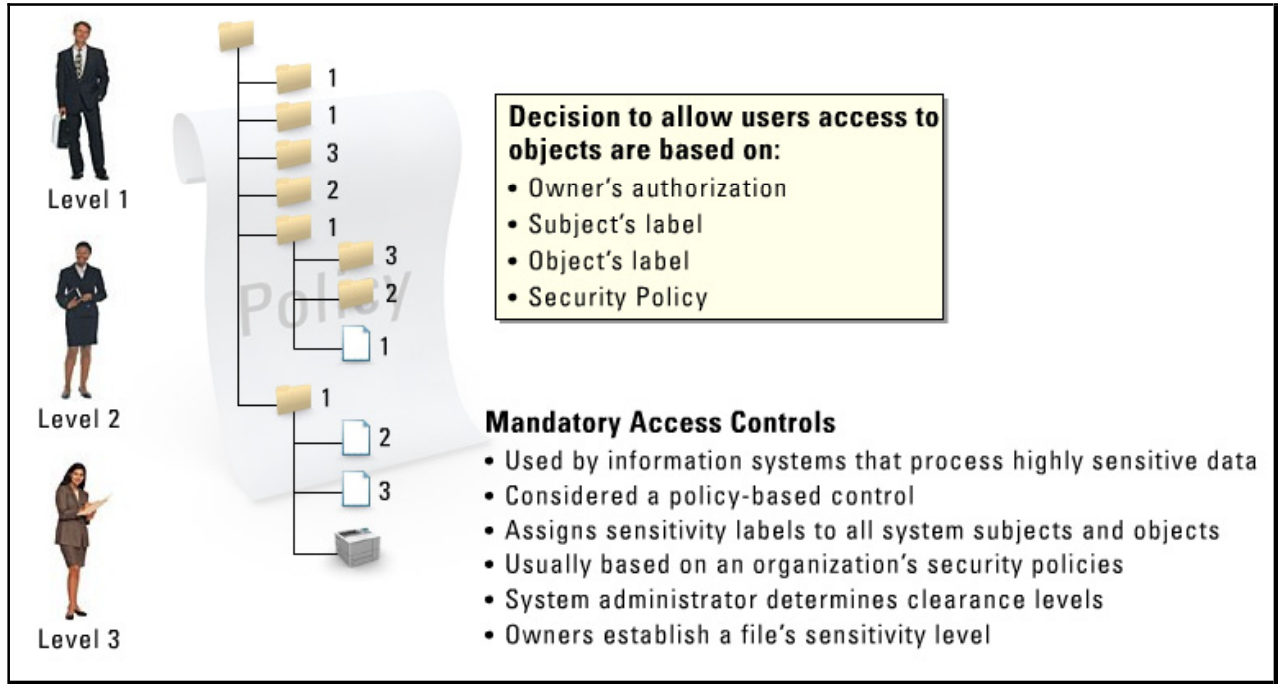 Level 1
Level 2
Level 3
1
1
3
2
1
3
2
1
1
2
3
Policy
Decision to allow users access to
objects are based on:
• Owner's authorization
• Subject's label
• Object's label
• Security Policy
Mandatory Access Controls
• Used by information systems that process highly sensitive data
• Considered a policy-based control
• Assigns sensitivity labels to all system subjects and objects
• Usually based on an organization's security policies
• System administrator determines clearance levels
• Owners establish a file's sensitivity level